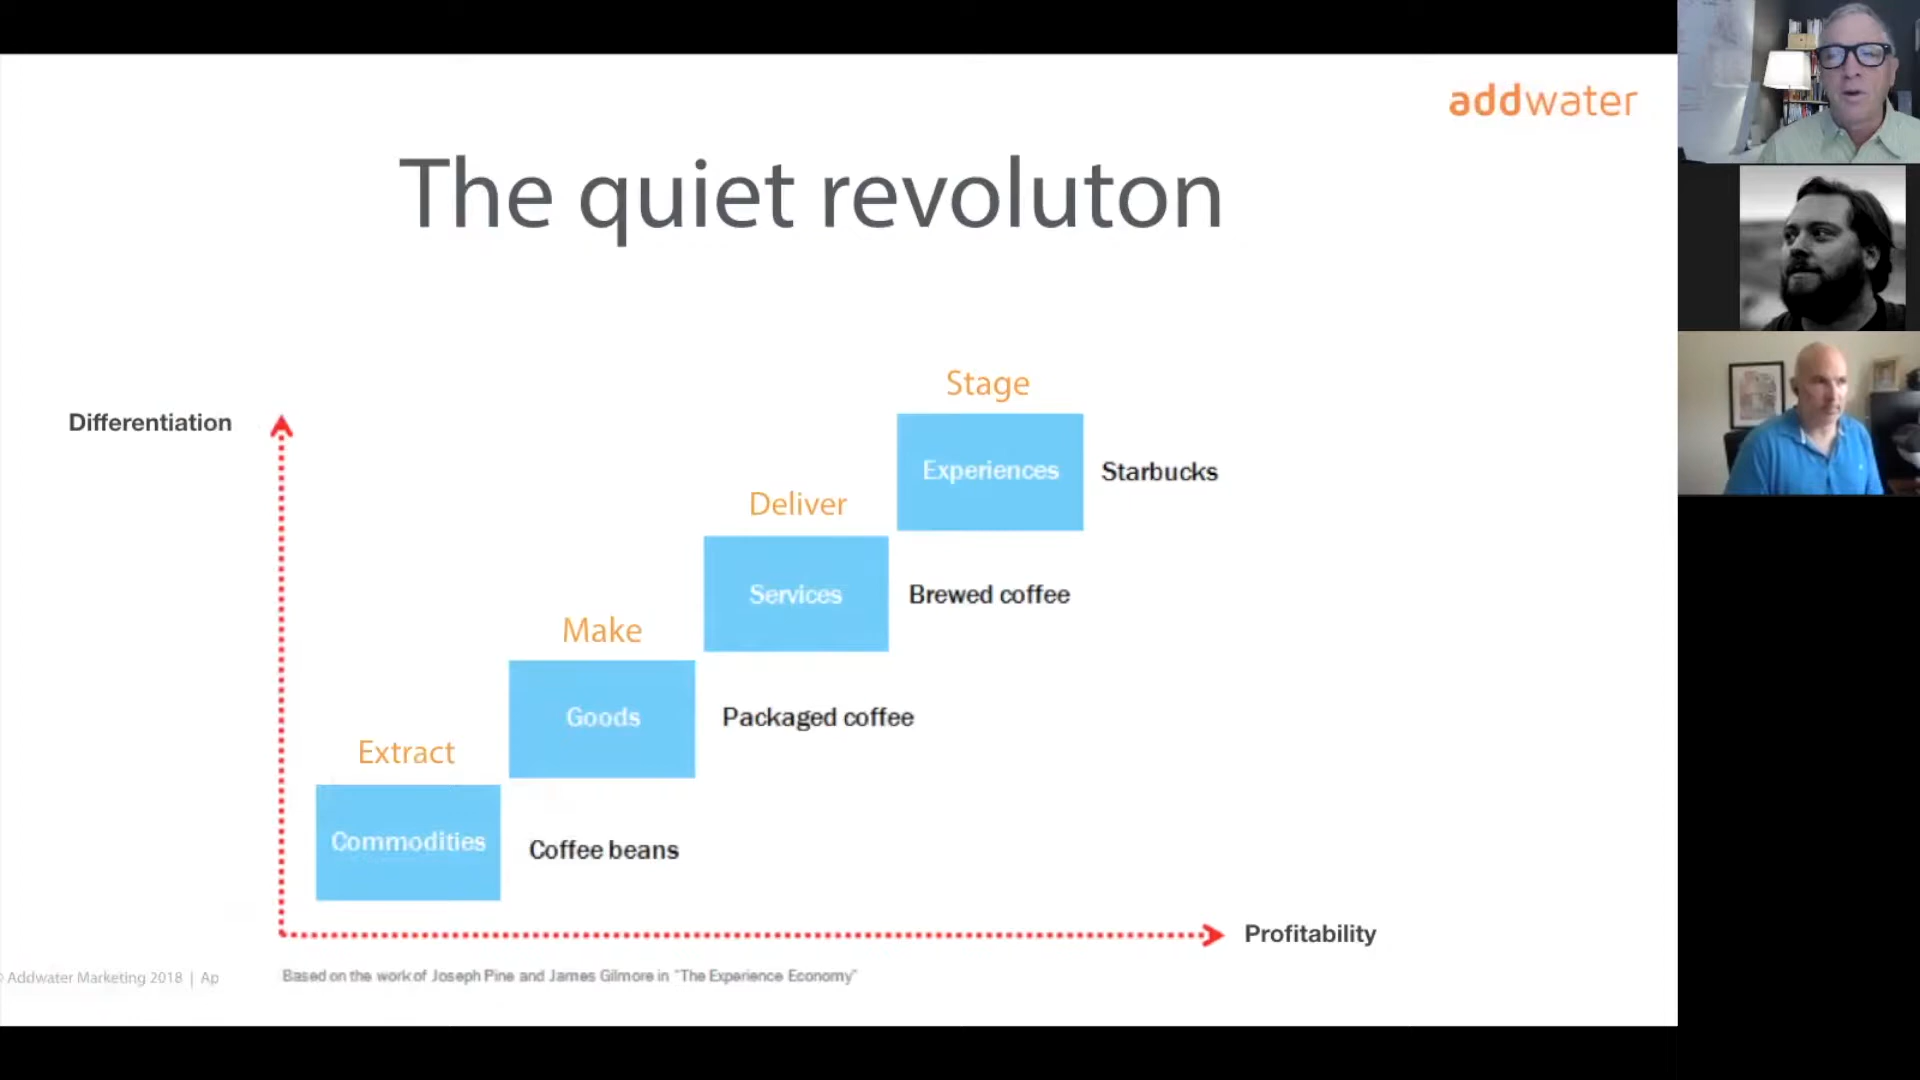 addwater
The quiet revoluton
Stage
Differentiation
Experiences Starbucks
Deliver
Services Brewed coffee
Make
Goods Packaged coffee
Extract
Commodities Coffee beans
Profitability
Addwater Marketing 2018 | Ap
Based on the work of Joseph Pine and James Gilmore in "The Experience Economy"